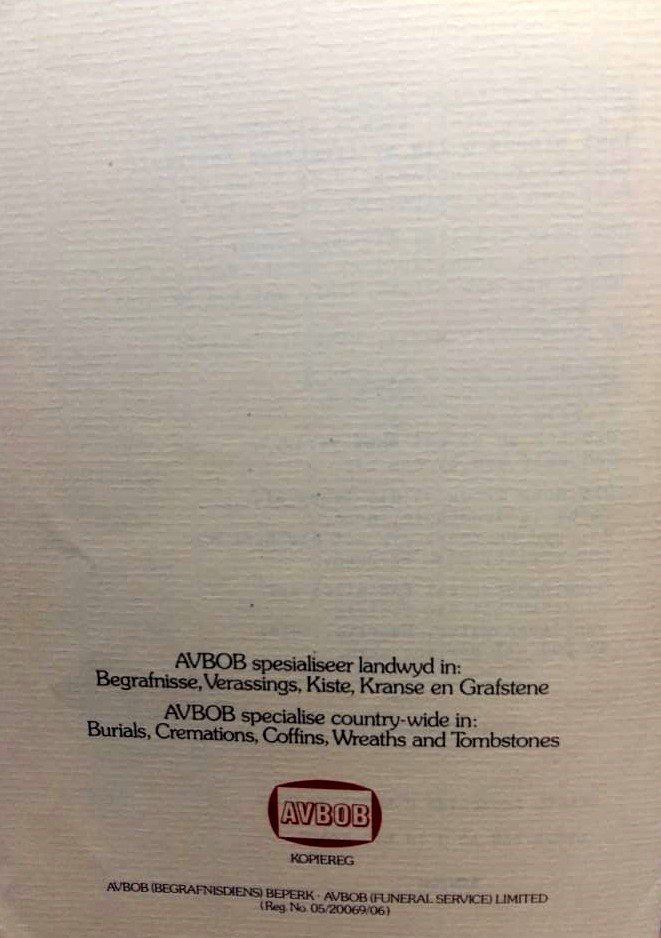 AVBOB spesialiseer landwyd in:
Begrafnisse, Verassings, Kiste, Kranse en Grafstene
AVBOB specialise country-wide in:
Burials, Cremations, Coffins, Wreaths and Tombstones
AVBOB
KOPIEREG
AVBOB (BEGRAFNISDIENS) BEPERK · AVBOB (FUNERAL SERVICE) LIMITED
(Reg. No. 05/20069/06)